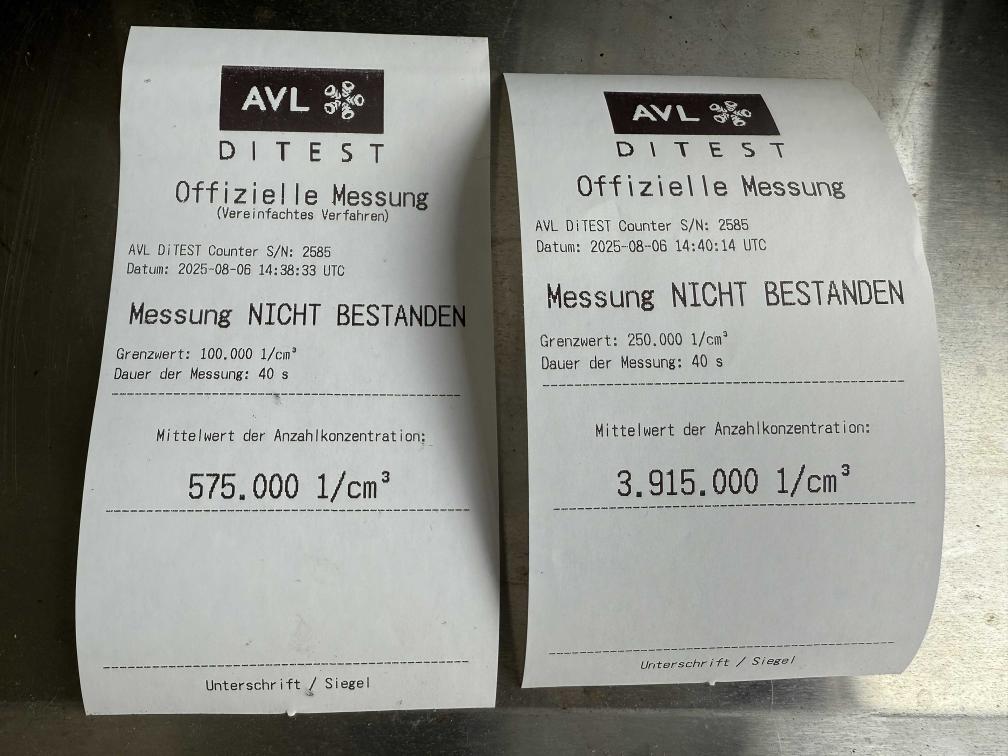 AVL
DITEST
Offizielle Messung
(Vereinfachtes Verfahren)
AVL DiTEST Counter S/N: 2585
Datum: 2025-08-06 14:38:33 UTC
Messung NICHT BESTANDEN
Grenzwert: 100.000 1/cm³
Dauer der Messung: 40 s
Mittelwert der Anzahlkonzentration:
575.000 1/cm³
Unterschrift / Siegel
AVL
DITEST
Offizielle Messung
AVL DiTEST Counter S/N: 2585
Datum: 2025-08-06 14:40:14 UTC
Messung NICHT BESTANDEN
Grenzwert: 250.000 1/cm³
Dauer der Messung: 40 s
Mittelwert der Anzahlkonzentration:
3.915.000 1/cm³
Unterschrift / Siegel